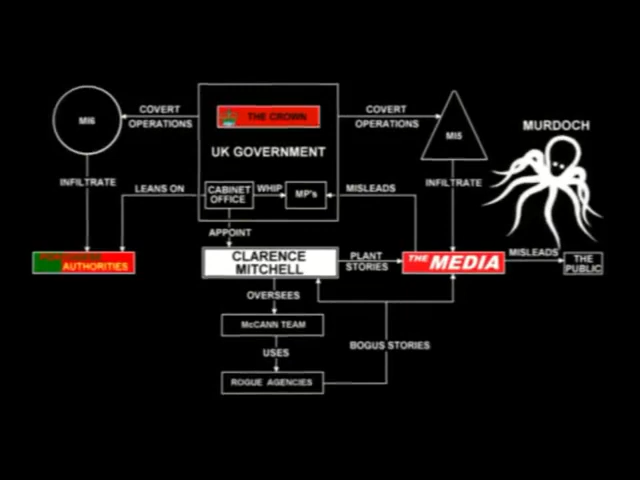 COVERT
OPERATIONS
MI6
THE CROWN
COVERT
OPERATIONS
MI5
MURDOCH
UK GOVERNMENT
INFILTRATE
LEANS ON
CABINET
OFFICE
WHIP
MP's
MISLEADS
INFILTRATE
APPOINT
AUTHORITIES
CLARENCE
MITCHELL
PLANT
STORIES
THE MEDIA
MISLEADS
THE
PUBLIC
OVERSEES
McCANN TEAM
USES
BOGUS STORIES
ROGUE AGENCIES